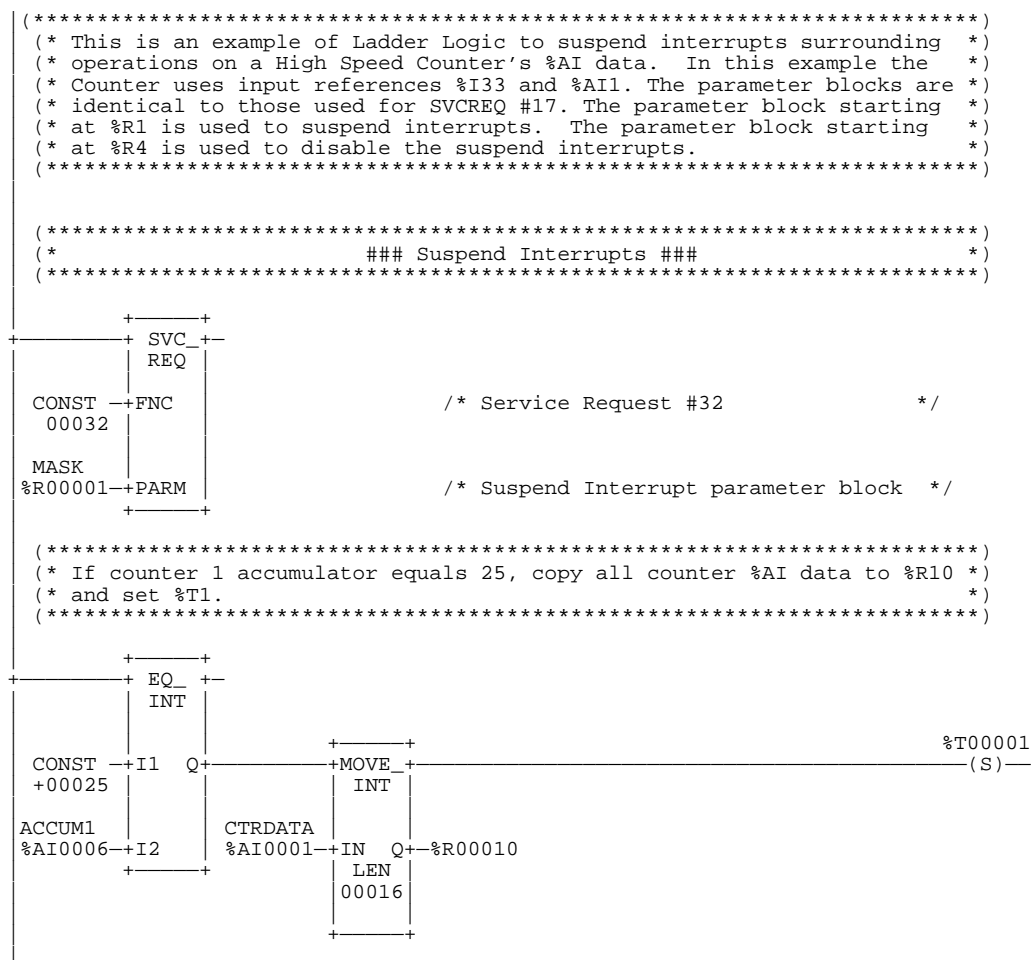 (*************************************************************************)
(* This is an example of Ladder Logic to suspend interrupts surrounding *)
(* operations on a High Speed Counter's %AI data. In this example the *)
(* Counter uses input references %I33 and %AI1. The parameter blocks are *)
(* identical to those used for SVCREQ #17. The parameter block starting *)
(* at %R1 is used to suspend interrupts. The parameter block starting *)
(* at %R4 is used to disable the suspend interrupts. *)
(*************************************************************************)
(*************************************************************************)
(* ### Suspend Interrupts ### *)
(*************************************************************************)
SVC_
REQ
CONST FNC /* Service Request #32 */
00032
MASK
%R00001 PARM /* Suspend Interrupt parameter block */
(*************************************************************************)
(* If counter 1 accumulator equals 25, copy all counter %AI data to %R10 *)
(* and set %T1. *)
(*************************************************************************)
EQ_
INT
%T00001
CONST I1 Q MOVE_ (S)
+00025 INT
ACCUM1 CTRDATA
%AI0006 I2 %AI0001 IN Q %R00010
LEN
00016